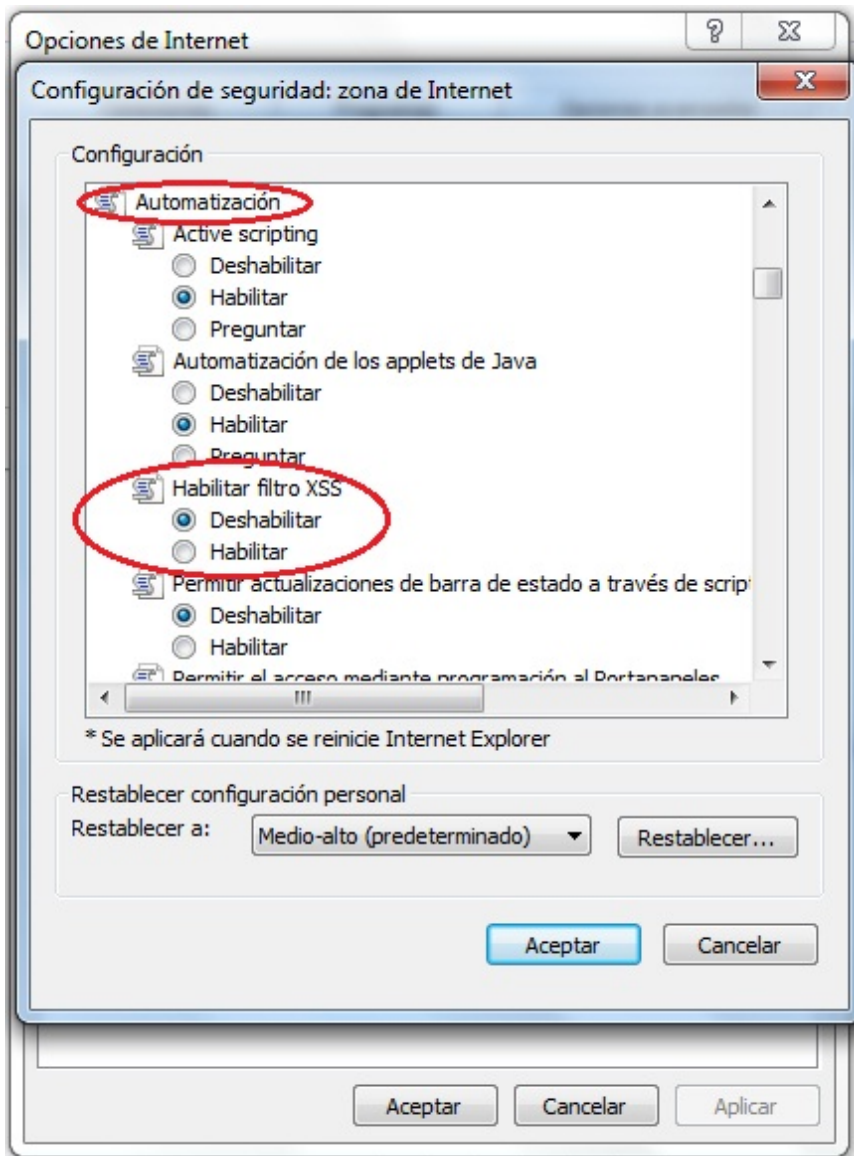 Opciones de Internet
Configuración de seguridad: zona de Internet
Configuración
Automatización
Active scripting
Deshabilitar
Habilitar
Preguntar
Automatización de los applets de Java
Deshabilitar
Habilitar
Preguntar
Habilitar filtro XSS
Deshabilitar
Habilitar
Permitir actualizaciones de barra de estado a través de script
Deshabilitar
Habilitar
Permitir el acceso mediante programación al Portapapeles
* Se aplicará cuando se reinicie Internet Explorer
Restablecer configuración personal
Restablecer a: Medio-alto (predeterminado) Restablecer...
Aceptar Cancelar
Aceptar Cancelar Aplicar